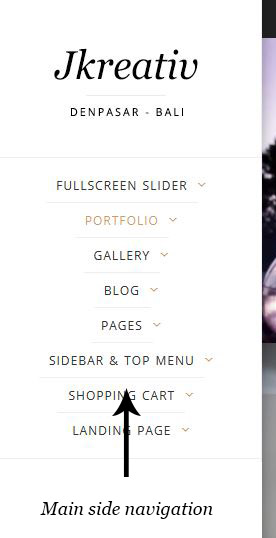 Jkreativ
DENPASAR - BALI
FULLSCREEN SLIDER
PORTFOLIO
GALLERY
BLOG
PAGES
SIDEBAR & TOP MENU
SHOPPING CART
LANDING PAGE
Main side navigation